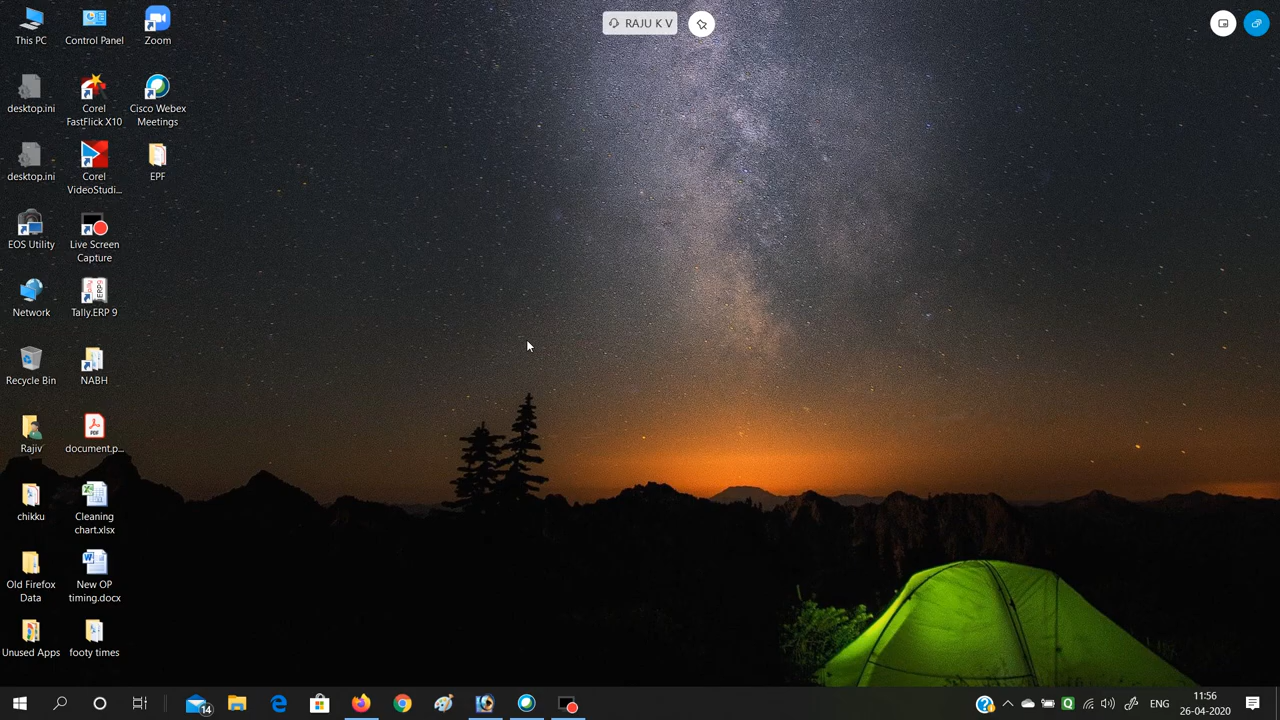 This PC
Control Panel
Zoom
RAJU K V
desktop.ini
Corel
FastFlick X10
Cisco Webex
Meetings
desktop.ini
Corel
VideoStudi...
EPF
EOS Utility
Live Screen
Capture
Network
Tally.ERP 9
Recycle Bin
NABH
Rajiv
document.p...
chikku
Cleaning
chart.xlsx
Old Firefox
Data
New OP
timing.docx
Unused Apps
footy times
14
ENG
11:56
26-04-2020